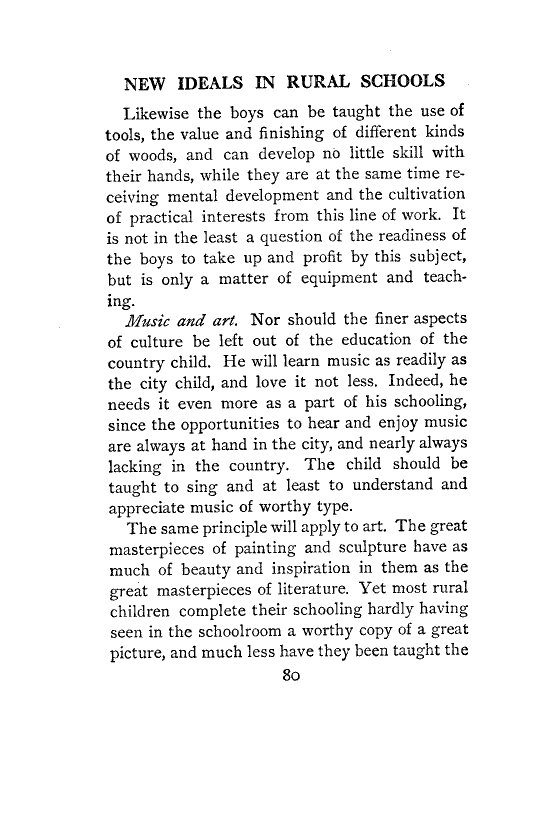 NEW IDEALS IN RURAL SCHOOLS
Likewise the boys can be taught the use of
tools, the value and finishing of different kinds
of woods, and can develop no little skill with
their hands, while they are at the same time re-
ceiving mental development and the cultivation
of practical interests from this line of work. It
is not in the least a question of the readiness of
the boys to take up and profit by this subject,
but is only a matter of equipment and teach-
ing.
Music and art. Nor should the finer aspects
of culture be left out of the education of the
country child. He will learn music as readily as
the city child, and love it not less. Indeed, he
needs it even more as a part of his schooling,
since the opportunities to hear and enjoy music
are always at hand in the city, and nearly always
lacking in the country. The child should be
taught to sing and at least to understand and
appreciate music of worthy type.
The same principle will apply to art. The great
masterpieces of painting and sculpture have as
much of beauty and inspiration in them as the
great masterpieces of literature. Yet most rural
children complete their schooling hardly having
seen in the schoolroom a worthy copy of a great
picture, and much less have they been taught the
80